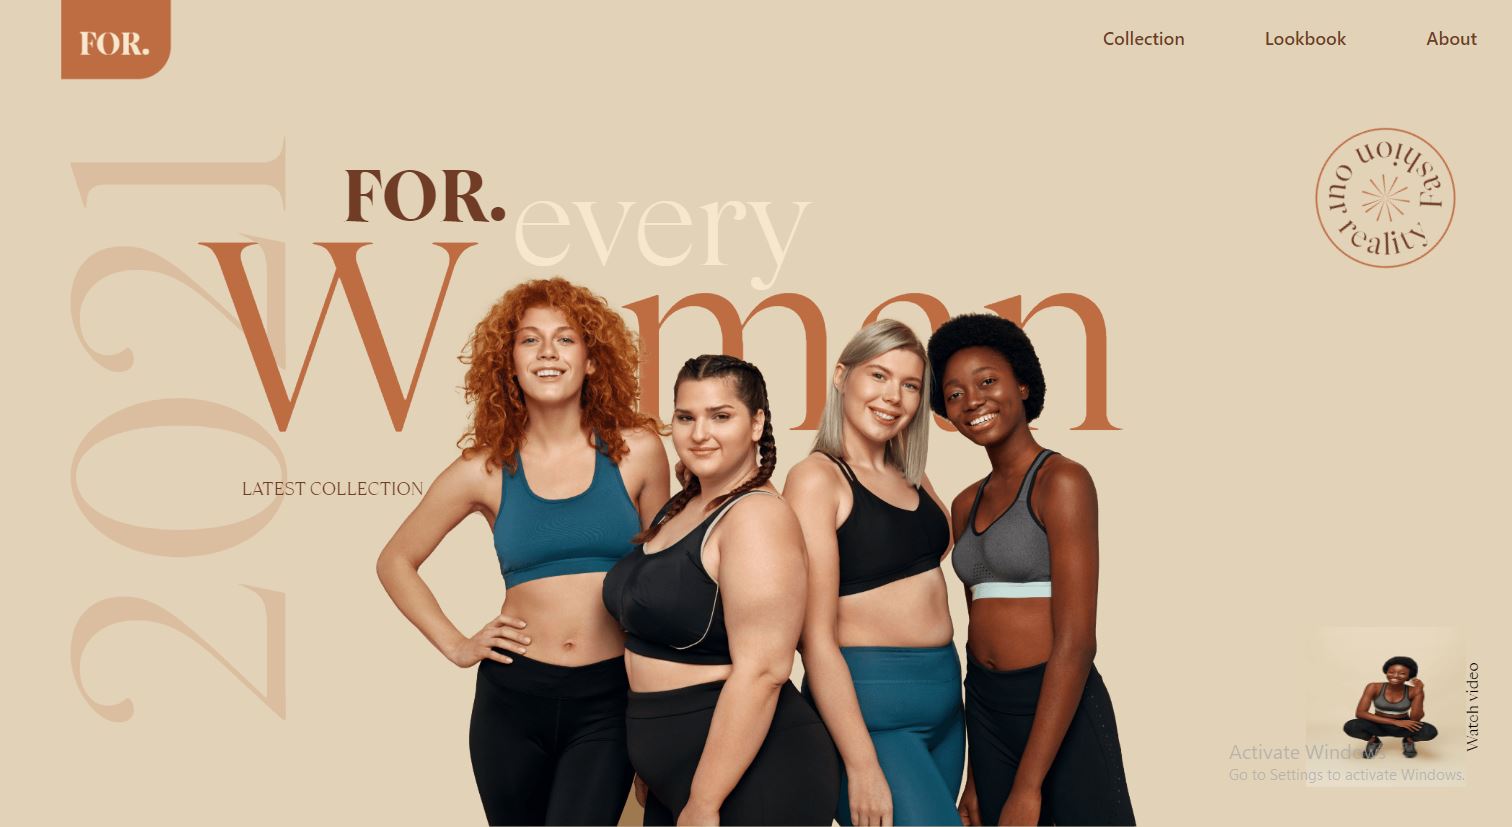 FOR.
Collection
Lookbook
About
2021
FOR.
every
Women
Fashion our reality
LATEST COLLECTION
Watch video
Activate Windows
Go to Settings to activate Windows.